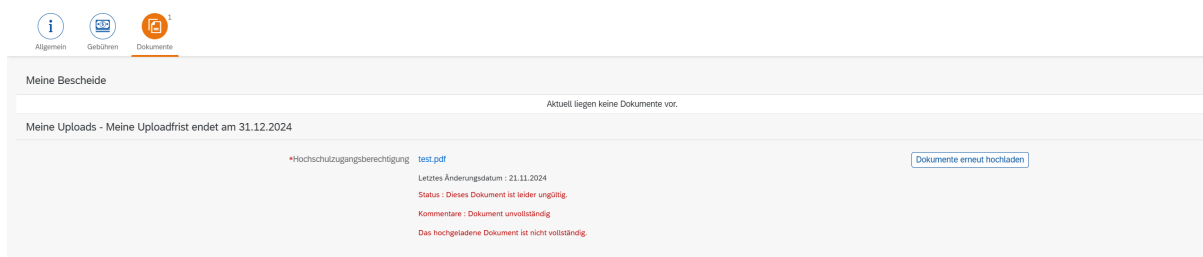 1
Allgemein Gebühren Dokumente
Meine Bescheide
Aktuell liegen keine Dokumente vor.
Meine Uploads - Meine Uploadfrist endet am 31.12.2024
*Hochschulzugangsberechtigung test.pdf Dokumente erneut hochladen
Letztes Änderungsdatum : 21.11.2024
Status : Dieses Dokument ist leider ungültig.
Kommentare : Dokument unvollständig
Das hochgeladene Dokument ist nicht vollständig.